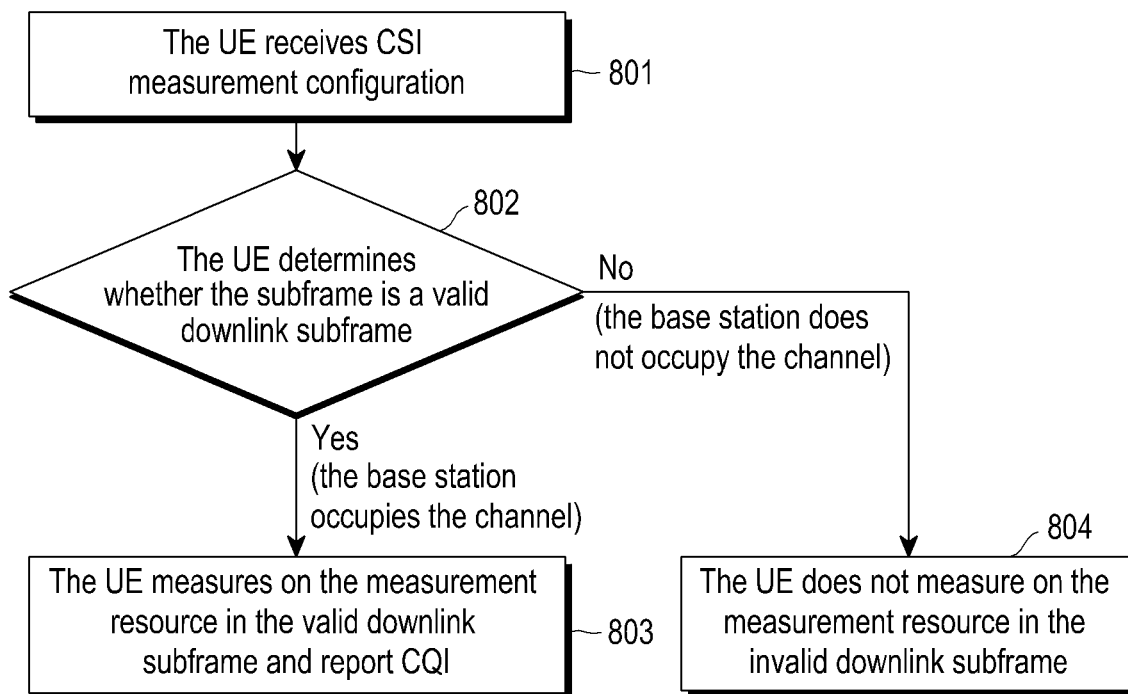 The UE receives CSI
measurement configuration
801
802
The UE determines
whether the subframe is a valid
downlink subframe
No
(the base station does
not occupy the channel)
Yes
(the base station
occupies the channel)
The UE measures on the measurement
resource in the valid downlink
subframe and report CQI
803
804
The UE does not measure on the
measurement resource in the
invalid downlink subframe